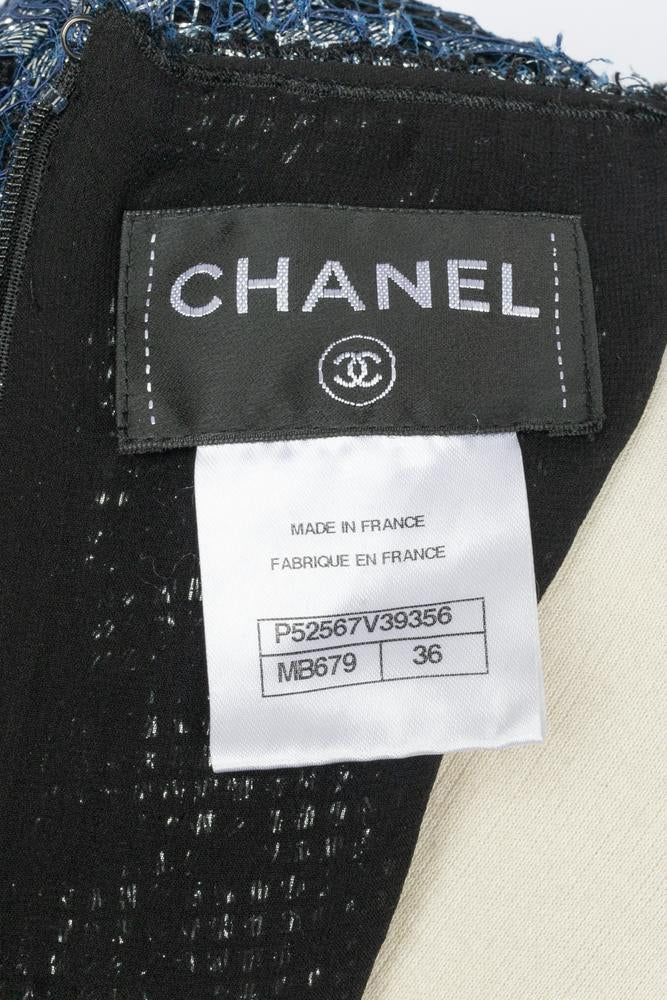 CHANEL
MADE IN FRANCE
FABRIQUE EN FRANCE
P52567V39356
MB679 36